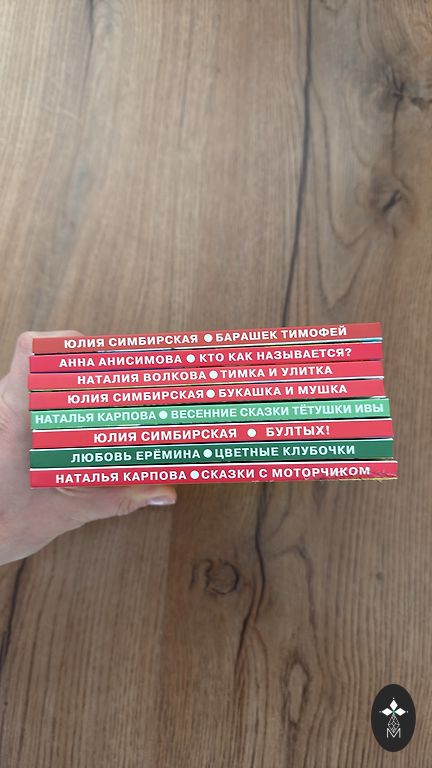 ЮЛИЯ СИМБИРСКАЯ ● БАРАШЕК ТИМОФЕЙ
АННА АНИСИМОВА ● КТО КАК НАЗЫВАЕТСЯ?
НАТАЛИЯ ВОЛКОВА ● ТИМКА И УЛИТКА
ЮЛИЯ СИМБИРСКАЯ ● БУКАШКА И МУШКА
НАТАЛЬЯ КАРПОВА ● ВЕСЕННИЕ СКАЗКИ ТЁТУШКИ ИВЫ
ЮЛИЯ СИМБИРСКАЯ ● БУЛТЫХ!
ЛЮБОВЬ ЕРЁМИНА ● ЦВЕТНЫЕ КЛУБОЧКИ
НАТАЛЬЯ КАРПОВА ● СКАЗКИ С МОТОРЧИКОМ
M